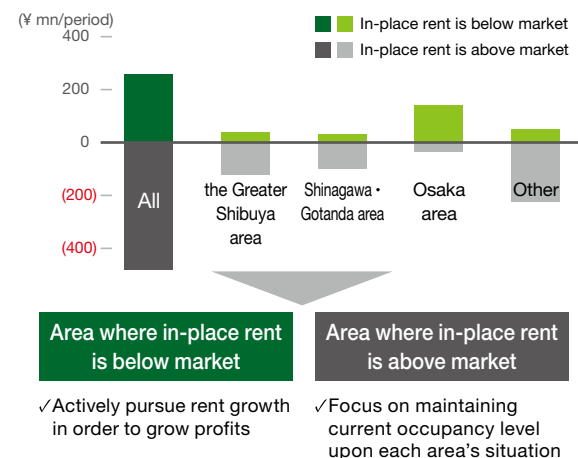 (¥ mn/period)
In-place rent is below market
In-place rent is above market
400
200
0
(200)
(400)
All
the Greater
Shibuya
area
Shinagawa・
Gotanda area
Osaka
area
Other
Area where in-place rent
is below market
✓Actively pursue rent growth
in order to grow profits
Area where in-place rent
is above market
✓Focus on maintaining
current occupancy level
upon each area's situation